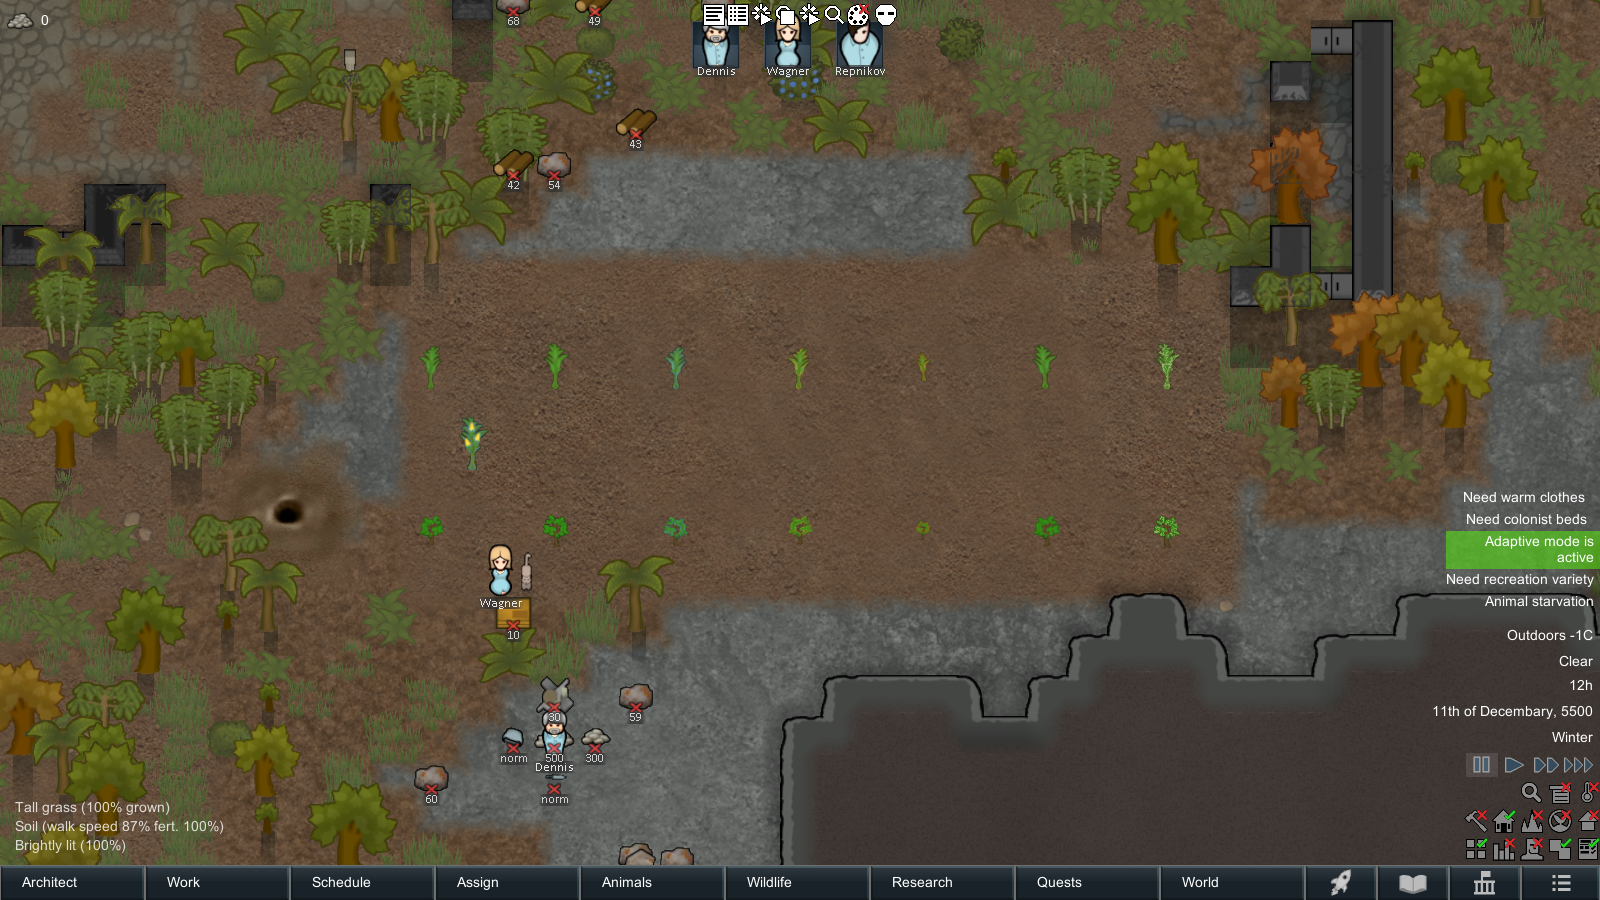 0
68
49
Dennis
Wagner
Repnikov
43
42
54
Wagner
10
30
59
norm
500
300
Dennis
60
norm
Need warm clothes
Need colonist beds
Adaptive mode is
active
Need recreation variety
Animal starvation
Outdoors -1C
Clear
12h
11th of Decembary, 5500
Winter
Tall grass (100% grown)
Soil (walk speed 87% fert. 100%)
Brightly lit (100%)
Architect
Work
Schedule
Assign
Animals
Wildlife
Research
Quests
World